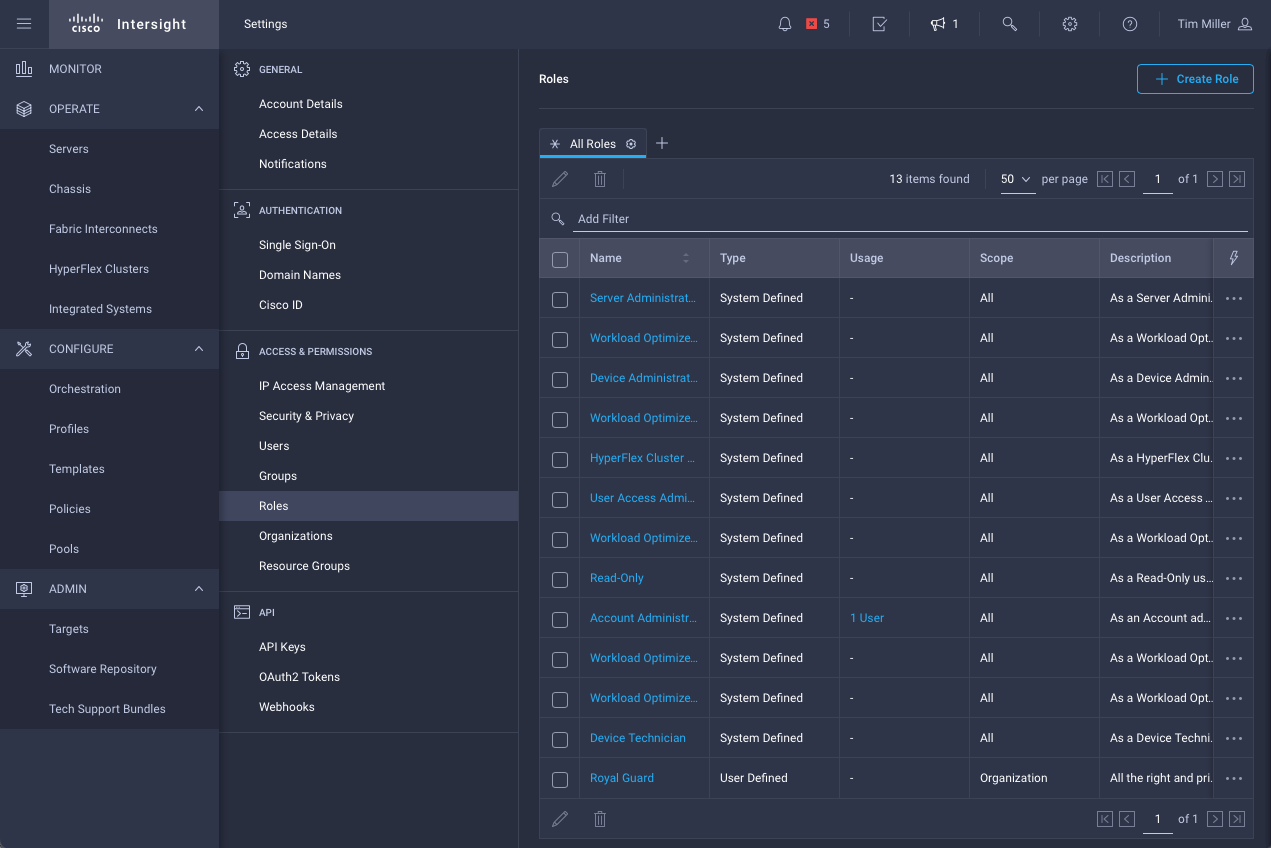 CISCO Intersight
Settings
5
1
Tim Miller
MONITOR
OPERATE
Servers
Chassis
Fabric Interconnects
HyperFlex Clusters
Integrated Systems
CONFIGURE
Orchestration
Profiles
Templates
Policies
Pools
ADMIN
Targets
Software Repository
Tech Support Bundles
GENERAL
Account Details
Access Details
Notifications
AUTHENTICATION
Single Sign-On
Domain Names
Cisco ID
ACCESS & PERMISSIONS
IP Access Management
Security & Privacy
Users
Groups
Roles
Organizations
Resource Groups
API
API Keys
OAuth2 Tokens
Webhooks
Roles
Create Role
All Roles
13 items found 50 per page 1 of 1
Add Filter
Name Type Usage Scope Description
Server Administrat... System Defined - All As a Server Admini...
Workload Optimize... System Defined - All As a Workload Opt...
Device Administrat... System Defined - All As a Device Admin...
Workload Optimize... System Defined - All As a Workload Opt...
HyperFlex Cluster ... System Defined - All As a HyperFlex Clu...
User Access Admi... System Defined - All As a User Access ...
Workload Optimize... System Defined - All As a Workload Opt...
Read-Only System Defined - All As a Read-Only us...
Account Administr... System Defined 1 User All As an Account ad...
Workload Optimize... System Defined - All As a Workload Opt...
Workload Optimize... System Defined - All As a Workload Opt...
Device Technician System Defined - All As a Device Techni...
Royal Guard User Defined - Organization All the right and pri...
1 of 1